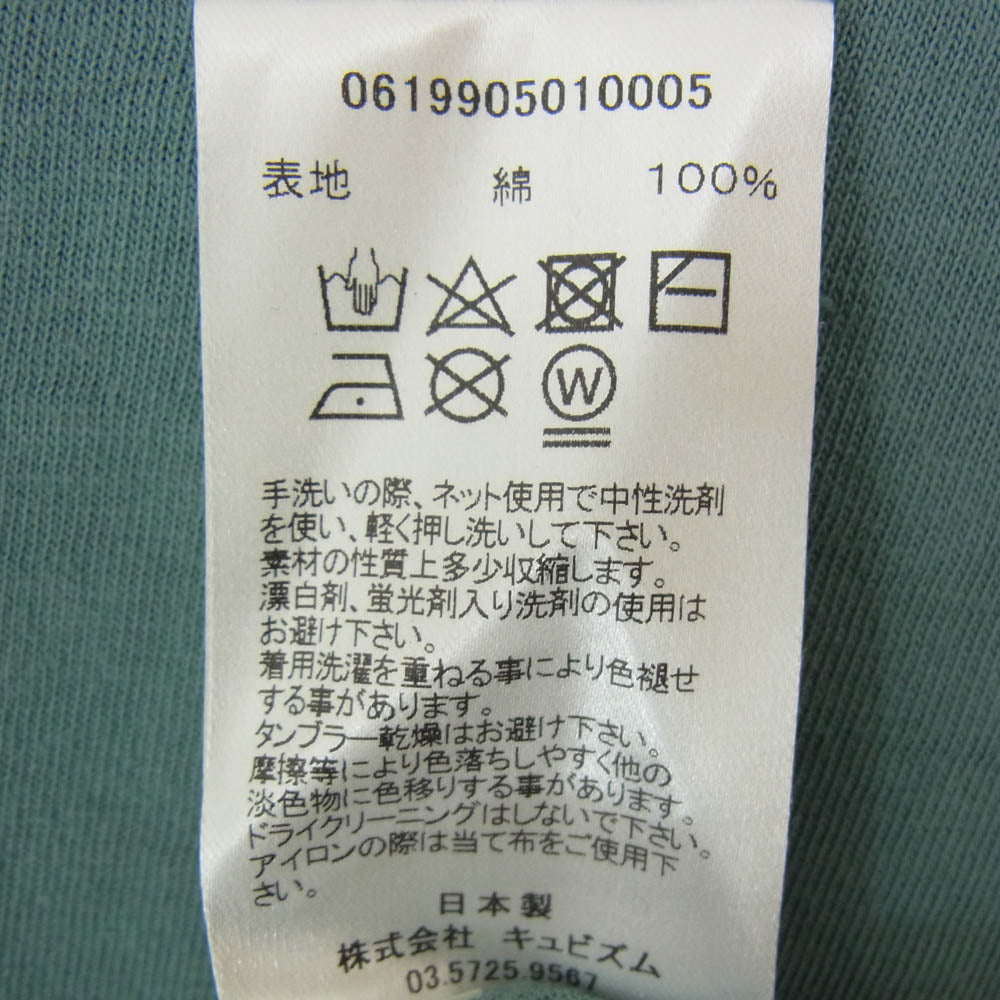 0619905010005
表地 綿 100%
W
手洗いの際、ネット使用で中性洗剤
を使い、軽く押し洗いして下さい。
素材の性質上多少収縮します。
漂白剤、蛍光剤入り洗剤の使用は
お避け下さい。
着用洗濯を重ねる事により色褪せ
する事があります。
タンブラー乾燥はお避け下さい。
摩擦等により色落ちしやすく他の
淡色物に色移りする事があります。
ドライクリーニングはしないで下さい。
アイロンの際は当て布をご使用下
さい。
日本製
株式会社 キュビズム
03.5725.9567